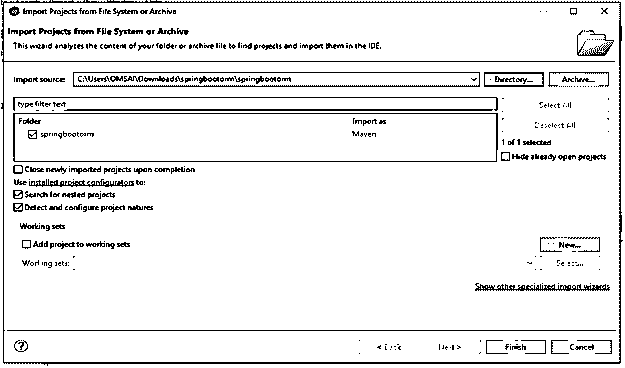 Import Projects from File System or Archive
Import Projects from File System or Archive
This wizard analyzes the content of your folder or archive file to find projects and import them in the IDE.
Import source: C:\Users\OMSAI\Downloads\springbootorm\springbootorm Directory... Archive...
type filter text Select All
Folder Import as Deselect All
springbootorm Maven
1 of 1 selected
Hide already open projects
Close newly imported projects upon completion
Use installed project configurators to:
Search for nested projects
Detect and configure project natures
Working sets
Add project to working sets New...
Working sets: Select...
Show other specialized import wizards
< Back Next > Finish Cancel